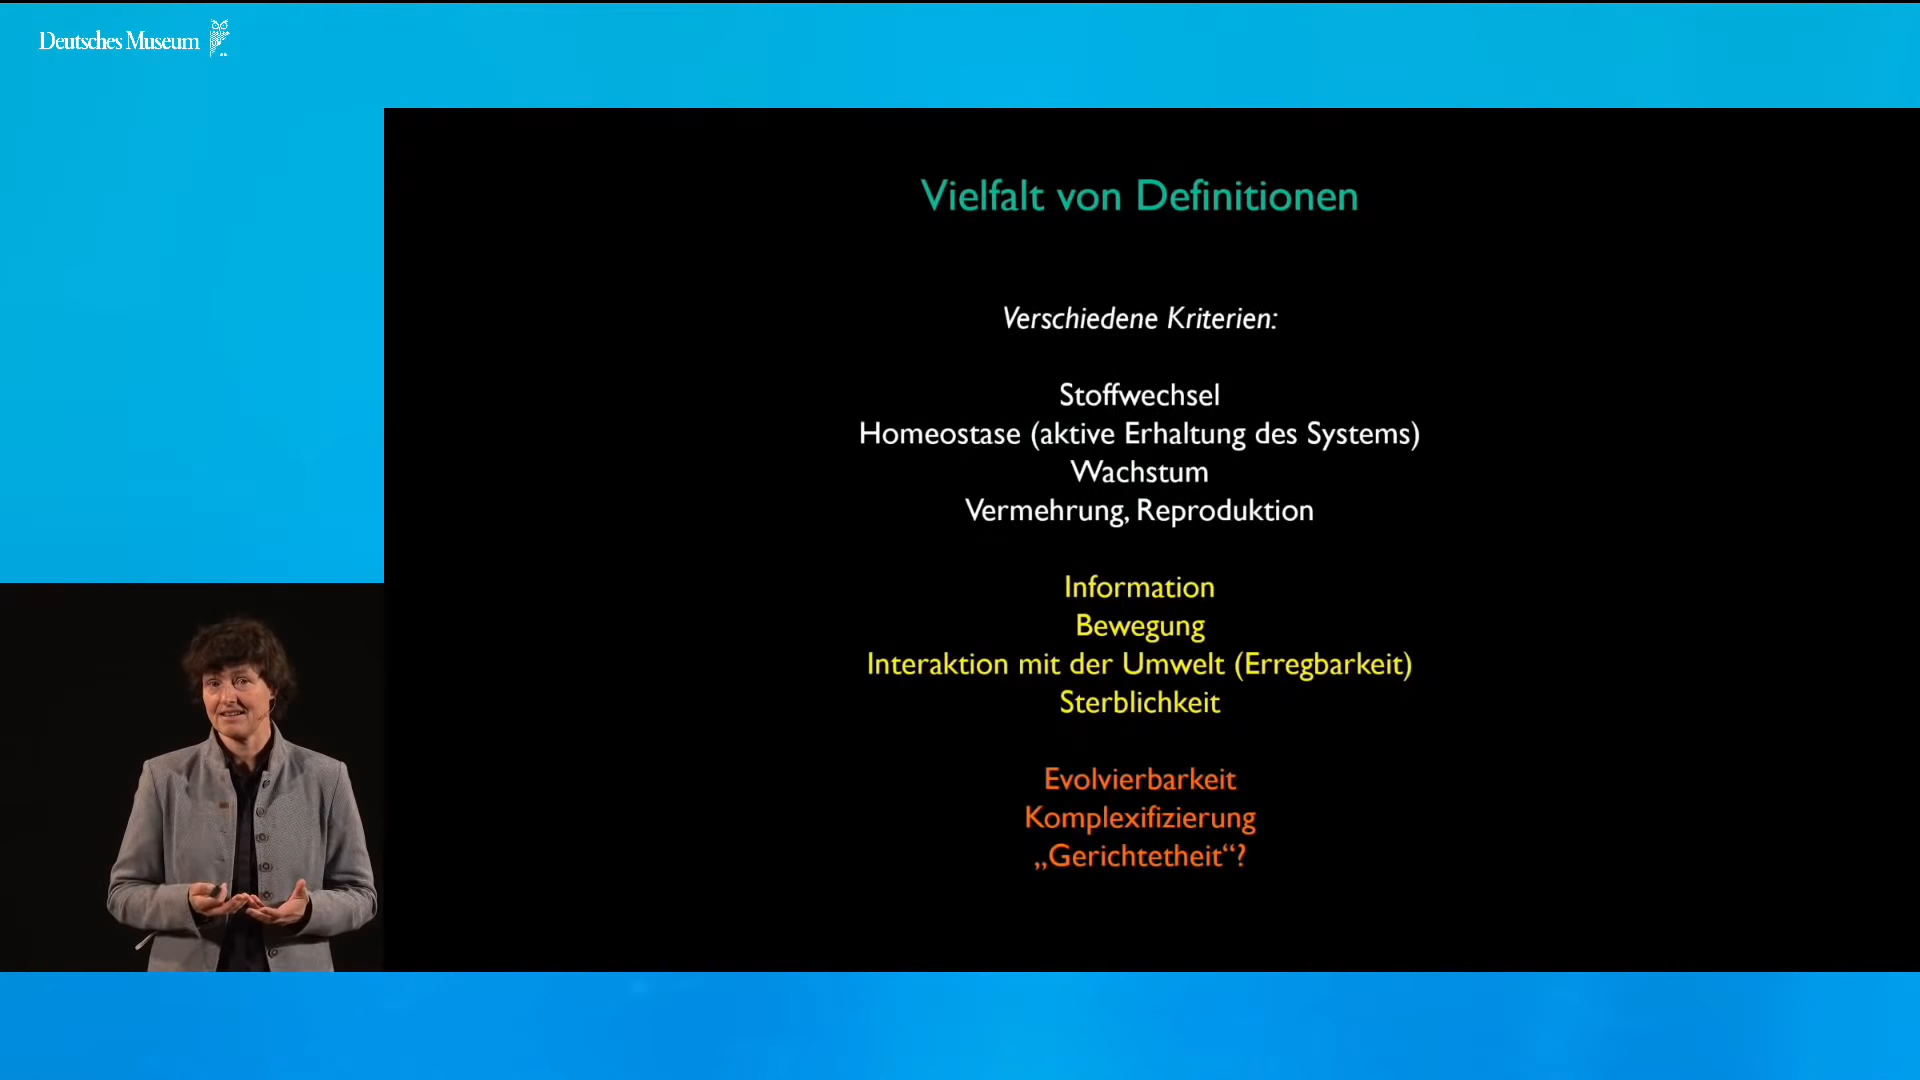 Deutsches Museum
Vielfalt von Definitionen
Verschiedene Kriterien:
Stoffwechsel
Homeostase (aktive Erhaltung des Systems)
Wachstum
Vermehrung, Reproduktion
Information
Bewegung
Interaktion mit der Umwelt (Erregbarkeit)
Sterblichkeit
Evolvierbarkeit
Komplexifizierung
„Gerichtetheit“?